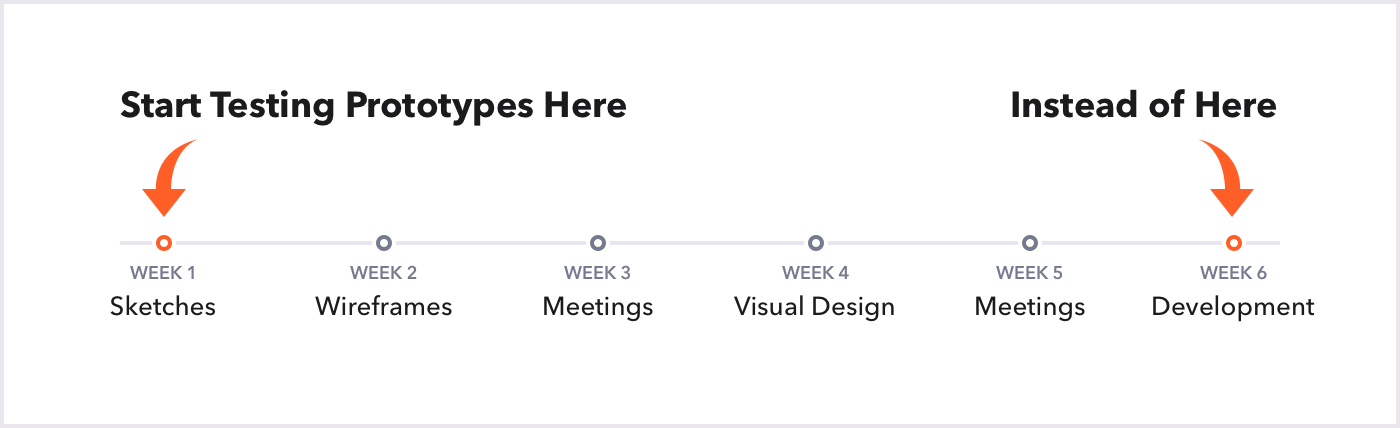 Start Testing Prototypes Here
Instead of Here
WEEK 1
Sketches
WEEK 2
Wireframes
WEEK 3
Meetings
WEEK 4
Visual Design
WEEK 5
Meetings
WEEK 6
Development